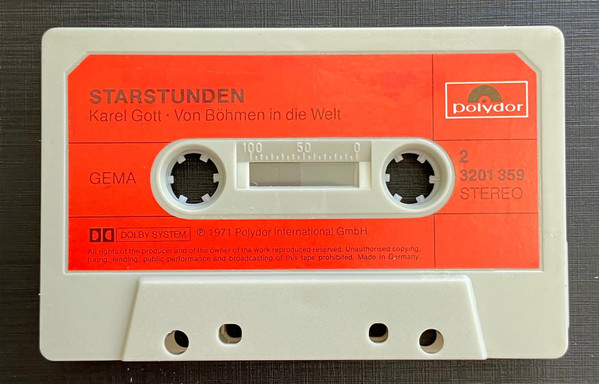 STARSTUNDEN
Karel Gott · Von Böhmen in die Welt
polydor
100 50 0
GEMA
2
3201 359
STEREO
DOLBY SYSTEM ℗ 1971 Polydor International GmbH
All rights of the producer and of the owner of the work reproduced reserved. Unauthorised copying,
hiring, lending, public performance and broadcasting of this tape prohibited. Made in Germany